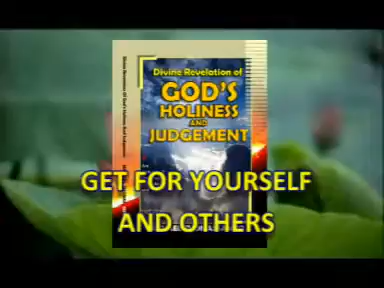 Divine Revelation of
GOD'S
HOLINESS
AND
JUDGEMENT
GET FOR YOURSELF
AND OTHERS